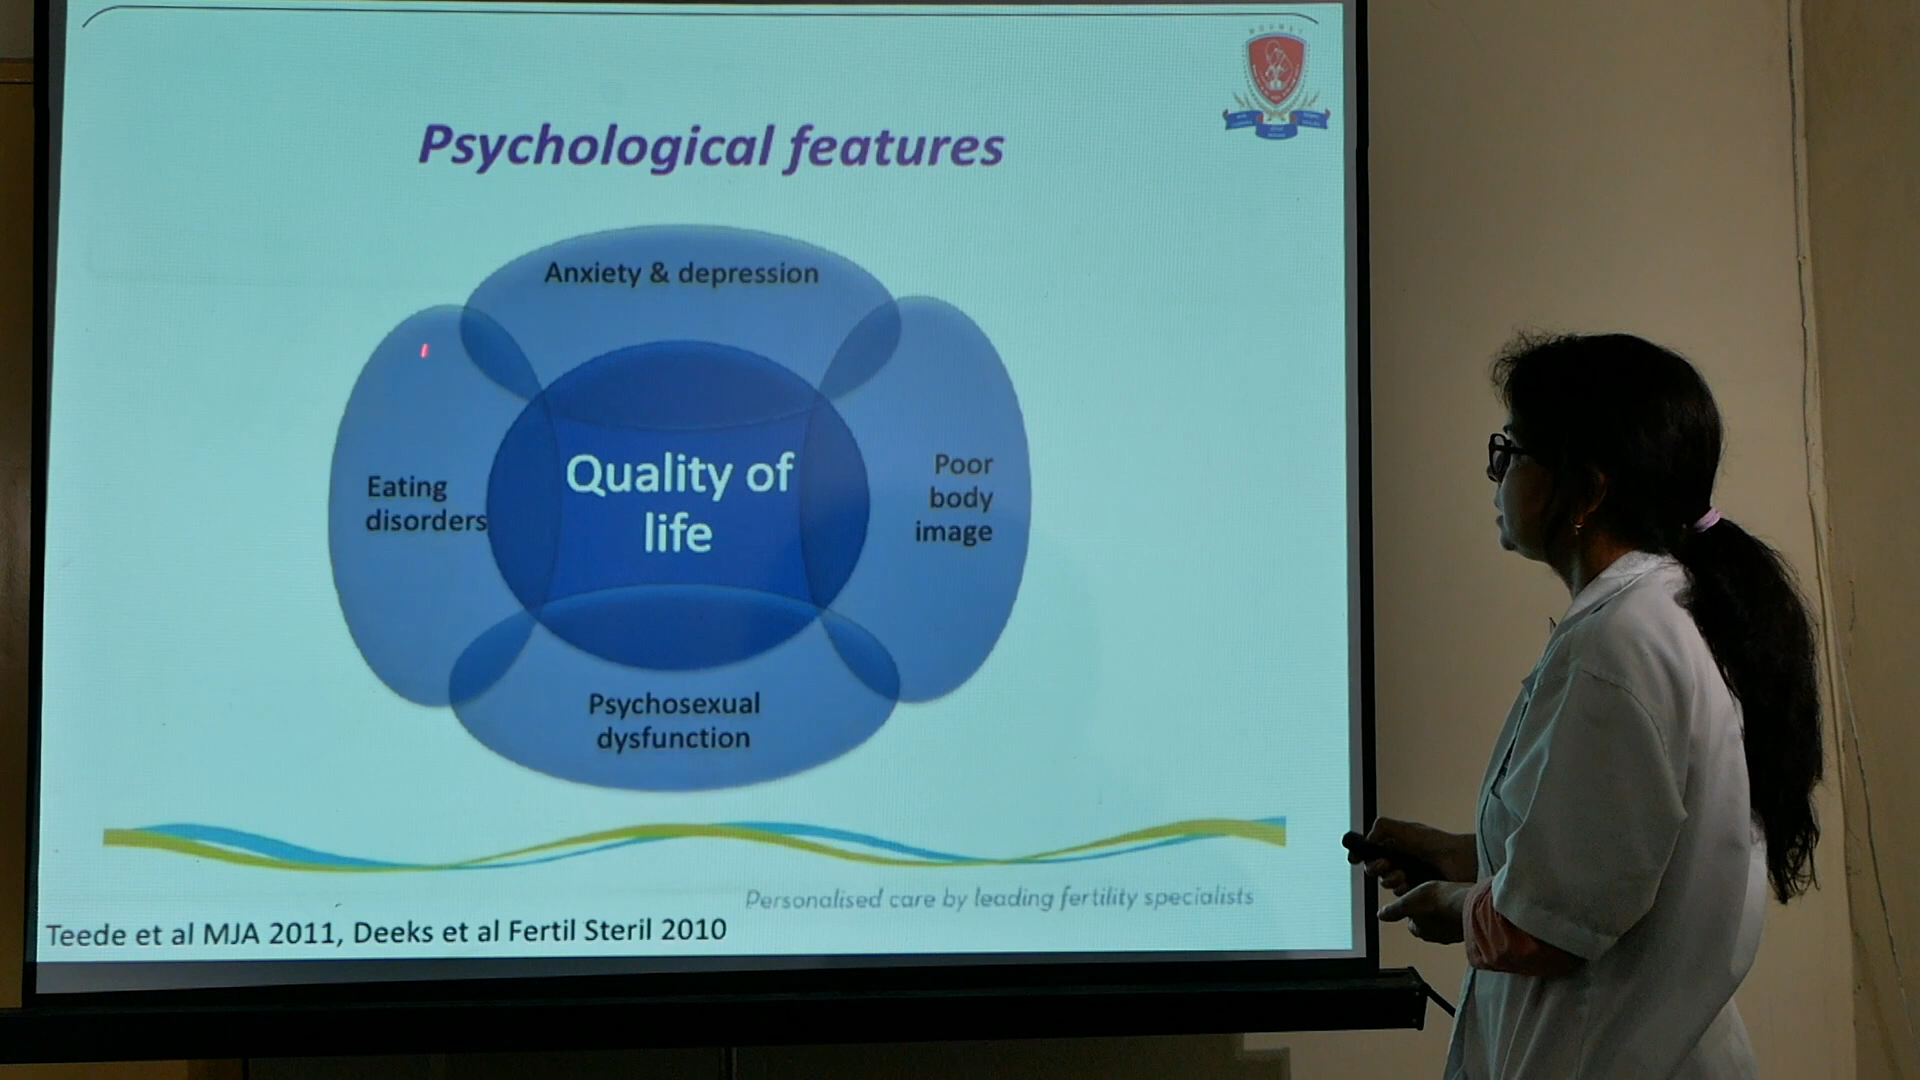 Psychological features
Anxiety & depression
Eating
disorders
Quality of
life
Poor
body
image
Psychosexual
dysfunction
Personalised care by leading fertility specialists
Teede et al MJA 2011, Deeks et al Fertil Steril 2010